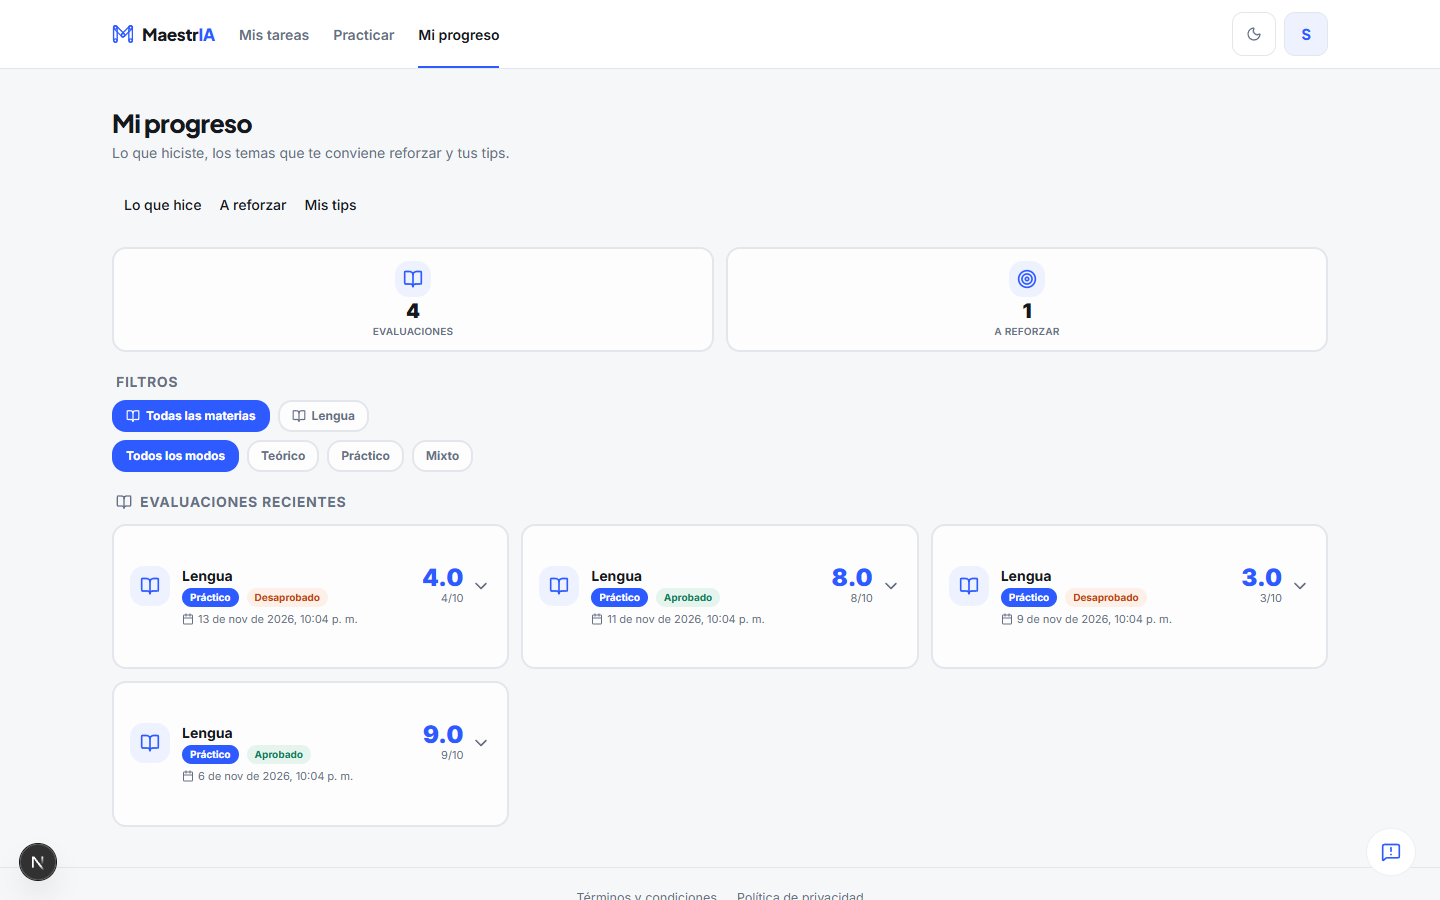 MaestrIA Mis tareas Practicar Mi progreso S
Mi progreso
Lo que hiciste, los temas que te conviene reforzar y tus tips.
Lo que hice A reforzar Mis tips
4
EVALUACIONES
1
A REFORZAR
FILTROS
Todas las materias Lengua
Todos los modos Teórico Práctico Mixto
EVALUACIONES RECIENTES
Lengua
Práctico Desaprobado
13 de nov de 2026, 10:04 p. m.
4.0
4/10
Lengua
Práctico Aprobado
11 de nov de 2026, 10:04 p. m.
8.0
8/10
Lengua
Práctico Desaprobado
9 de nov de 2026, 10:04 p. m.
3.0
3/10
Lengua
Práctico Aprobado
6 de nov de 2026, 10:04 p. m.
9.0
9/10
N
Términos y condiciones Política de privacidad